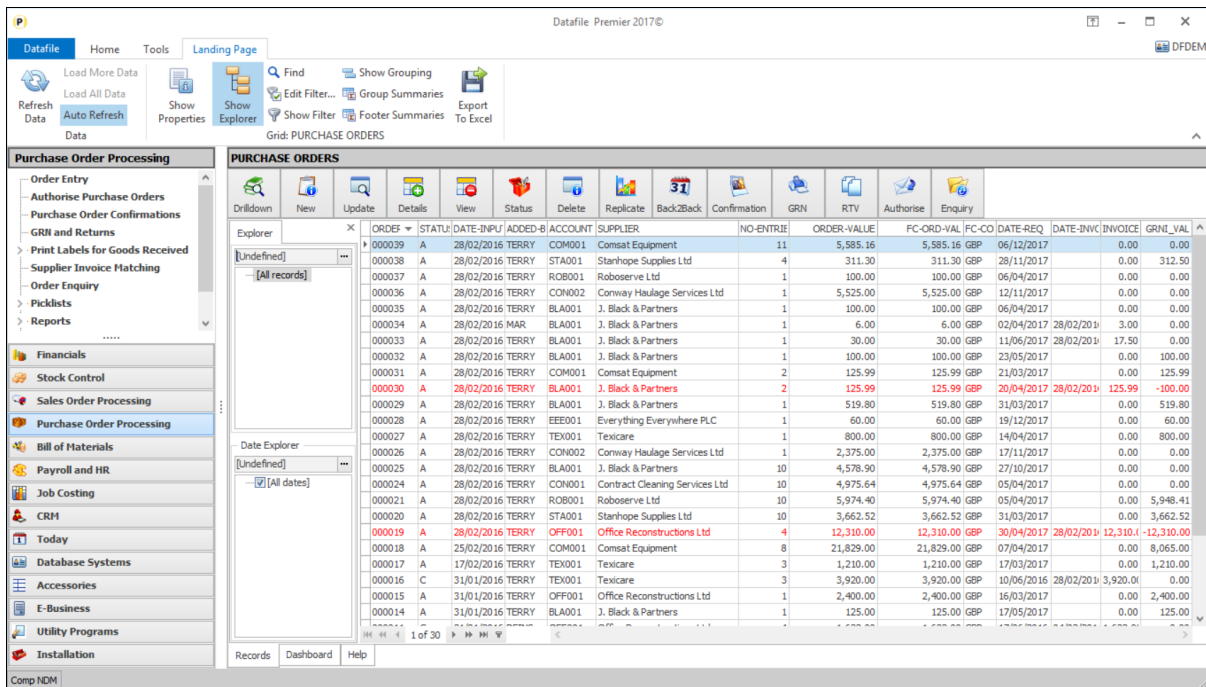 P
Datafile Premier 2017©
Datafile Home Tools Landing Page DFDEM
Load More Data
Load All Data
Auto Refresh
Refresh Data
Data
Show Properties
Show Explorer
Find
Edit Filter...
Show Filter
Show Grouping
Group Summaries
Footer Summaries
Export To Excel
Grid: PURCHASE ORDERS
Purchase Order Processing
Order Entry
Authorise Purchase Orders
Purchase Order Confirmations
GRN and Returns
Print Labels for Goods Received
Supplier Invoice Matching
Order Enquiry
Picklists
Reports
Financials
Stock Control
Sales Order Processing
Purchase Order Processing
Bill of Materials
Payroll and HR
Job Costing
CRM
Today
Database Systems
Accessories
E-Business
Utility Programs
Installation
PURCHASE ORDERS
Drilldown New Update Details View Status Delete Replicate Back2Back Confirmation GRN RTV Authorise Enquiry
Explorer
[Undefined]
[All records]
Date Explorer
[Undefined]
[All dates]
ORDER STATU DATE-INPU ADDED-B ACCOUNT SUPPLIER NO-ENTRIE ORDER-VALUE FC-ORD-VAL FC-CO DATE-REQ DATE-INVC INVOICE GRNI_VAL
000039 A 28/02/2016 TERRY COM001 Comsat Equipment 11 5,585.16 5,585.16 GBP 06/12/2017 0.00 0.00
000038 A 28/02/2016 TERRY STA001 Stanhope Supplies Ltd 4 311.30 311.30 GBP 28/11/2017 0.00 312.50
000037 A 28/02/2016 TERRY ROB001 Roboserve Ltd 1 100.00 100.00 GBP 06/04/2017 0.00 0.00
000036 A 28/02/2016 TERRY CON002 Conway Haulage Services Ltd 1 5,525.00 5,525.00 GBP 12/11/2017 0.00 0.00
000035 A 28/02/2016 TERRY BLA001 J. Black & Partners 1 100.00 100.00 GBP 06/04/2017 0.00 0.00
000034 A 28/02/2016 MAR BLA001 J. Black & Partners 1 6.00 6.00 GBP 02/04/2017 28/02/201 3.00 0.00
000033 A 28/02/2016 TERRY BLA001 J. Black & Partners 1 30.00 30.00 GBP 11/06/2017 28/02/201 17.50 0.00
000032 A 28/02/2016 TERRY BLA001 J. Black & Partners 1 100.00 100.00 GBP 23/05/2017 0.00 100.00
000031 A 28/02/2016 TERRY COM001 Comsat Equipment 2 125.99 125.99 GBP 21/03/2017 0.00 125.99
000030 A 28/02/2016 TERRY BLA001 J. Black & Partners 2 125.99 125.99 GBP 20/04/2017 28/02/201 125.99 -100.00
000029 A 28/02/2016 TERRY BLA001 J. Black & Partners 1 519.80 519.80 GBP 31/03/2017 0.00 519.80
000028 A 28/02/2016 TERRY EEE001 Everything Everywhere PLC 1 60.00 60.00 GBP 19/12/2017 0.00 60.00
000027 A 28/02/2016 TERRY TEX001 Texicare 1 800.00 800.00 GBP 14/04/2017 0.00 800.00
000026 A 28/02/2016 TERRY CON002 Conway Haulage Services Ltd 1 2,375.00 2,375.00 GBP 17/11/2017 0.00 0.00
000025 A 28/02/2016 TERRY BLA001 J. Black & Partners 10 4,578.90 4,578.90 GBP 27/10/2017 0.00 0.00
000024 A 28/02/2016 TERRY CON001 Contract Cleaning Services Ltd 10 4,975.64 4,975.64 GBP 05/04/2017 0.00 0.00
000021 A 28/02/2016 TERRY ROB001 Roboserve Ltd 10 5,974.40 5,974.40 GBP 05/04/2017 0.00 5,948.41
000020 A 28/02/2016 TERRY STA001 Stanhope Supplies Ltd 10 3,662.52 3,662.52 GBP 31/03/2017 0.00 3,662.52
000019 A 28/02/2016 TERRY OFF001 Office Reconstructions Ltd 4 12,310.00 12,310.00 GBP 30/04/2017 28/02/201 12,310.( -12,310.00
000018 A 25/02/2016 TERRY COM001 Comsat Equipment 8 21,829.00 21,829.00 GBP 07/04/2017 0.00 8,065.00
000017 A 17/02/2016 TERRY TEX001 Texicare 3 1,210.00 1,210.00 GBP 17/03/2017 0.00 1,210.00
000016 C 31/01/2016 TERRY TEX001 Texicare 3 3,920.00 3,920.00 GBP 10/06/2016 28/02/201 3,920.0( 0.00
000015 A 31/01/2016 TERRY OFF001 Office Reconstructions Ltd 1 2,400.00 2,400.00 GBP 16/03/2017 0.00 2,400.00
000014 A 31/01/2016 TERRY BLA001 J. Black & Partners 1 125.00 125.00 GBP 17/05/2017 0.00 125.00
1 of 30
Records Dashboard Help
Comp NDM